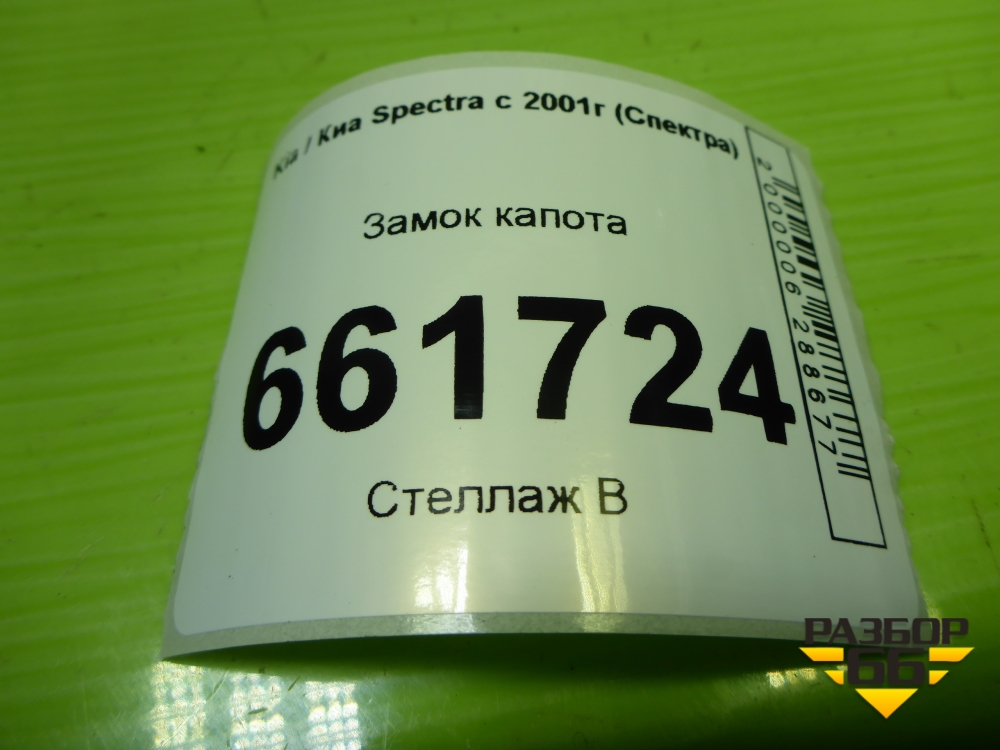 Kia / Киа Spectra с 2001г (Спектра)
Замок капота
661724
Стеллаж В
2000006288677
РАЗБОР
66